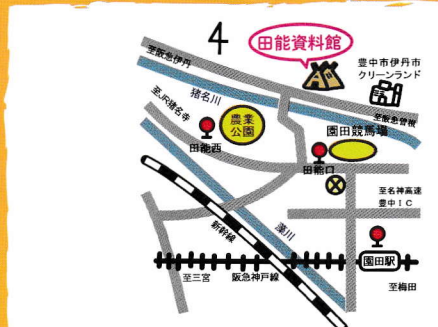 4
田能資料館
至阪急伊丹
豊中市伊丹市
クリーンランド
猪名川
至JR猪名寺
農業
公園
至阪急曽根
園田競馬場
田能西
田能口
至名神高速
豊中IC
新幹線
藻川
園田駅
至三宮
阪急神戸線
至梅田